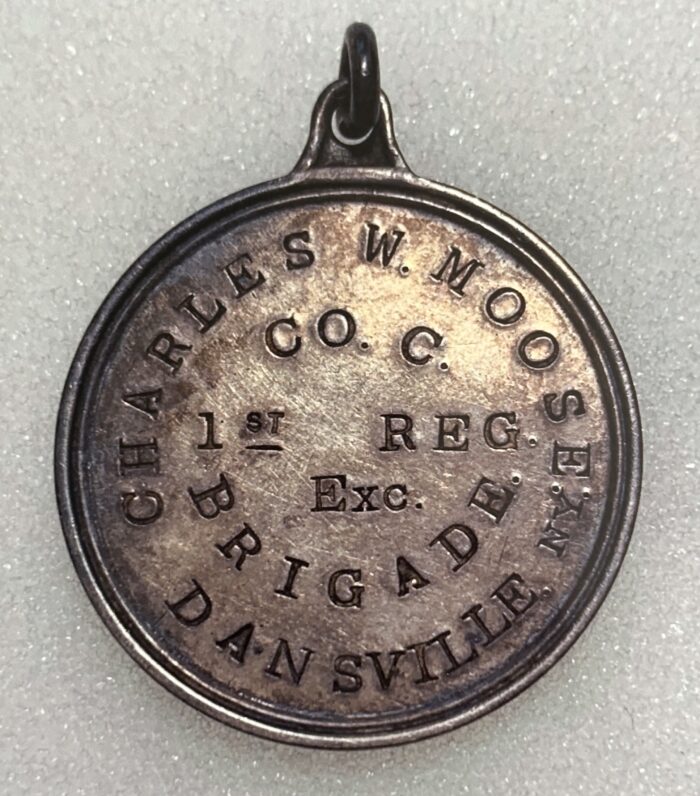 CHARLES W. MOOSE.
CO. C.
1ST REG.
Exc.
BRIGADE.
DANSVILLE. N.Y.